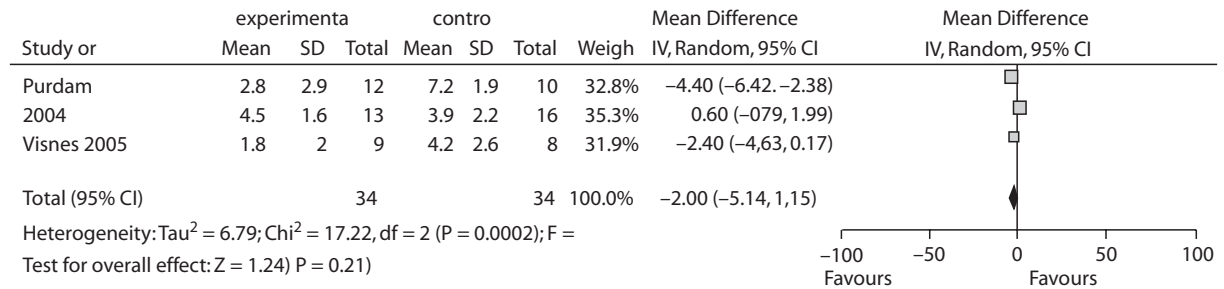 experimenta contro Mean Difference Mean Difference
Study or Mean SD Total Mean SD Total Weigh IV, Random, 95% CI IV, Random, 95% CI
Purdam 2.8 2.9 12 7.2 1.9 10 32.8% −4.40 (−6.42. −2.38)
2004 4.5 1.6 13 3.9 2.2 16 35.3% 0.60 (−079, 1.99)
Visnes 2005 1.8 2 9 4.2 2.6 8 31.9% −2.40 (−4,63, 0.17)
Total (95% CI) 34 34 100.0% −2.00 (−5.14, 1,15)
Heterogeneity: Tau² = 6.79; Chi² = 17.22, df = 2 (P = 0.0002); F =
Test for overall effect: Z = 1.24) P = 0.21)
−100 −50 0 50 100
Favours Favours